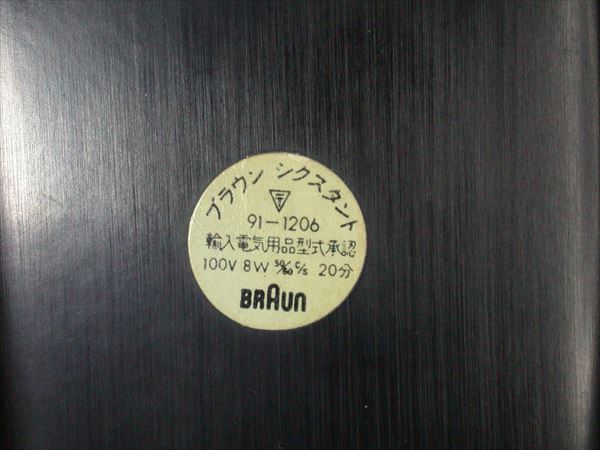 ブラウン シクスタント
〒
91-1206
輸入電気用品型式承認
100V 8W 50/60 c/s 20分
BRAUN